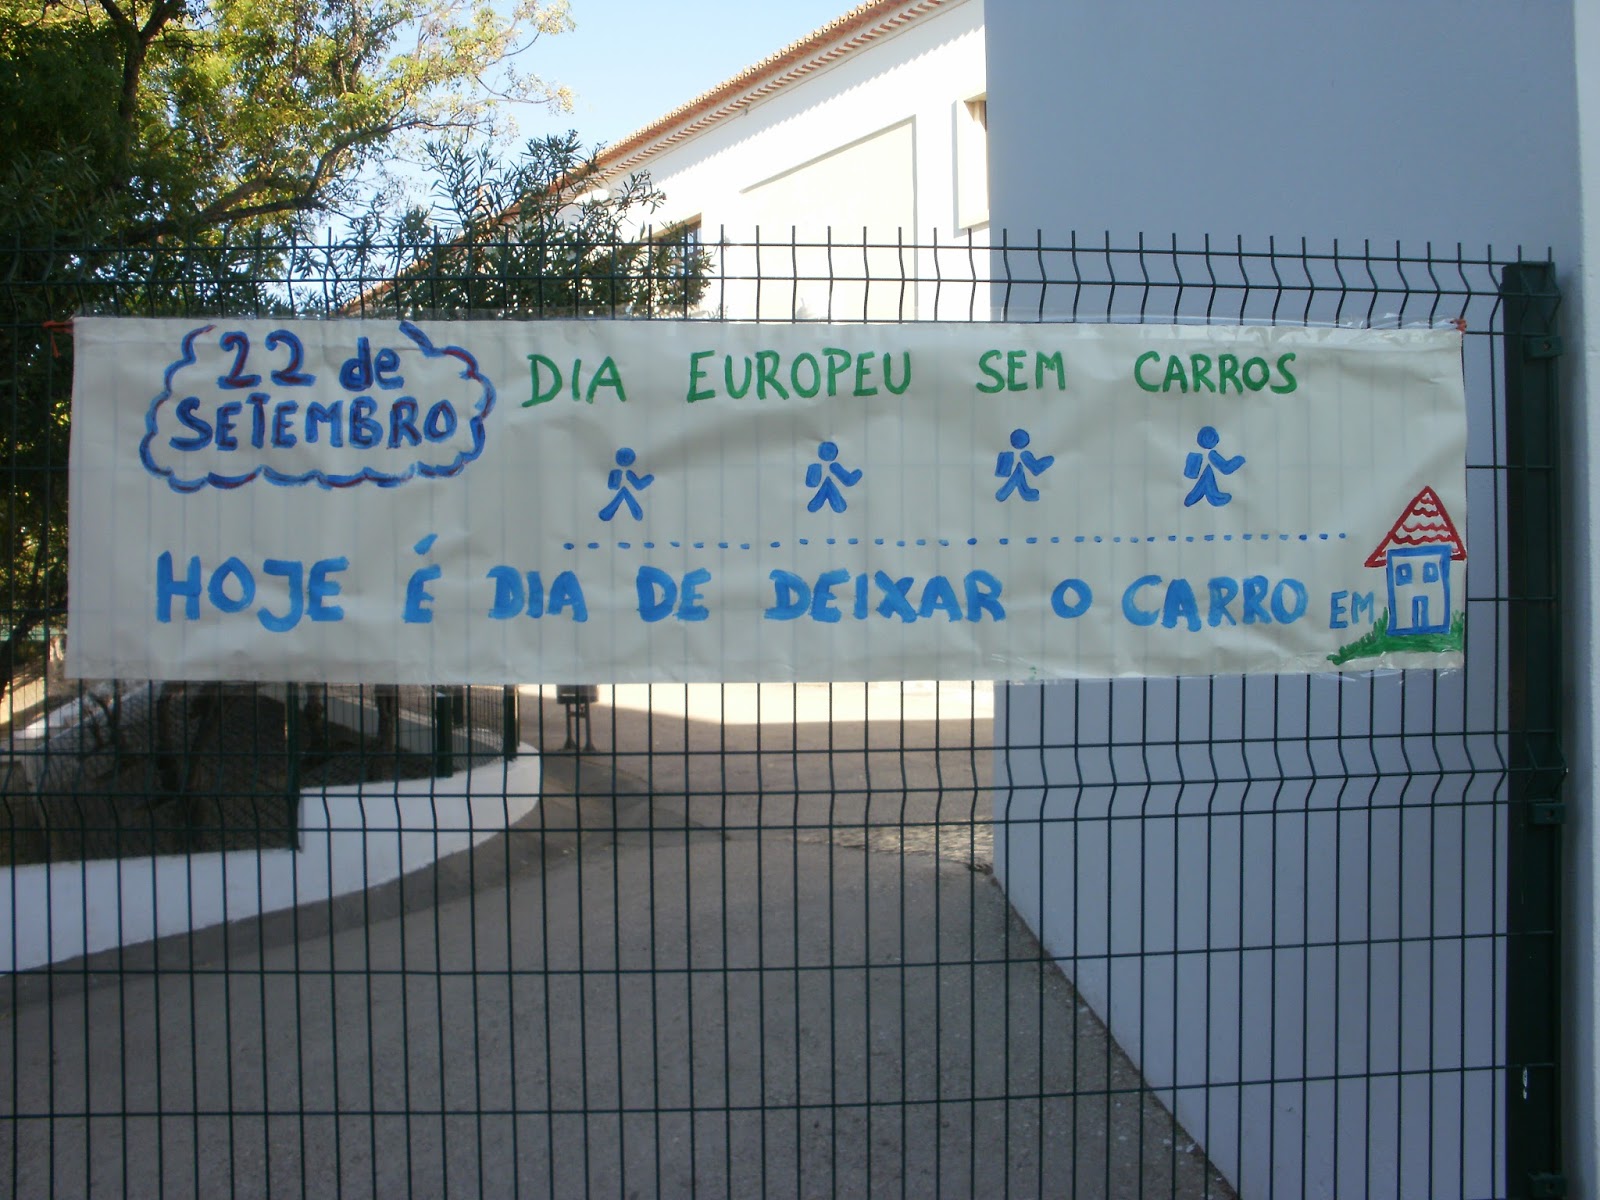 22 de
SETEMBRO
DIA EUROPEU SEM CARROS
HOJE É DIA DE DEIXAR O CARRO EM